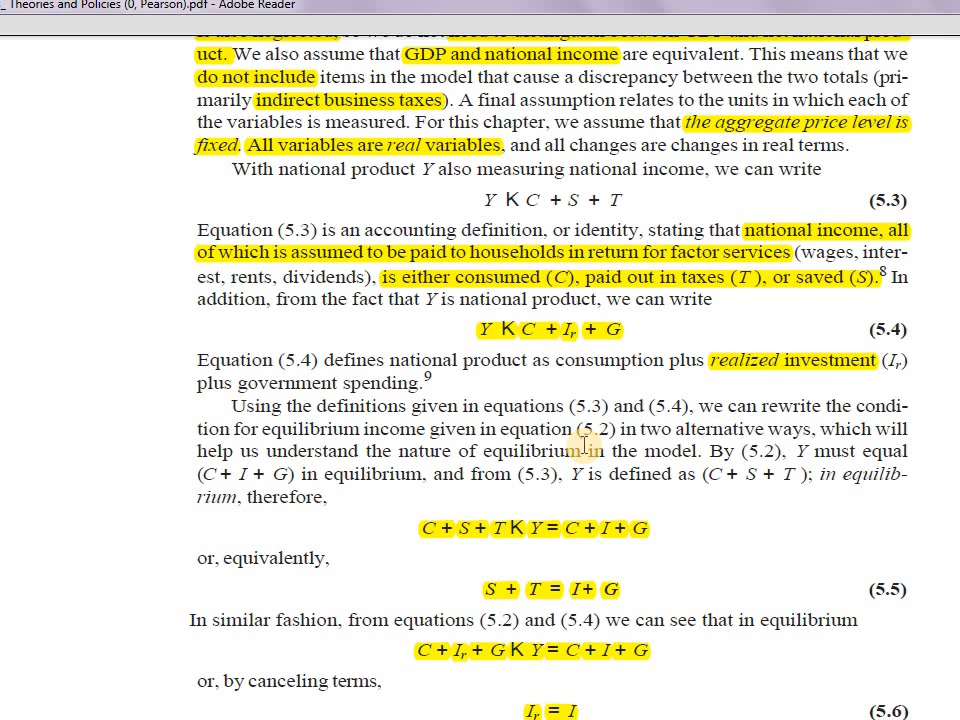 _ Theories and Policies (0, Pearson).pdf - Adobe Reader
uct. We also assume that GDP and national income are equivalent. This means that we
do not include items in the model that cause a discrepancy between the two totals (pri-
marily indirect business taxes). A final assumption relates to the units in which each of
the variables is measured. For this chapter, we assume that the aggregate price level is
fixed. All variables are real variables, and all changes are changes in real terms.
With national product Y also measuring national income, we can write
Y K C + S + T (5.3)
Equation (5.3) is an accounting definition, or identity, stating that national income, all
of which is assumed to be paid to households in return for factor services (wages, inter-
est, rents, dividends), is either consumed (C), paid out in taxes (T ), or saved (S).8 In
addition, from the fact that Y is national product, we can write
Y K C + Ir + G (5.4)
Equation (5.4) defines national product as consumption plus realized investment (Ir)
plus government spending.9
Using the definitions given in equations (5.3) and (5.4), we can rewrite the condi-
tion for equilibrium income given in equation (5.2) in two alternative ways, which will
help us understand the nature of equilibrium in the model. By (5.2), Y must equal
(C + I + G) in equilibrium, and from (5.3), Y is defined as (C + S + T ); in equilib-
rium, therefore,
C + S + T K Y = C + I + G
or, equivalently,
S + T = I + G (5.5)
In similar fashion, from equations (5.2) and (5.4) we can see that in equilibrium
C + Ir + G K Y = C + I + G
or, by canceling terms,
Ir = I (5.6)